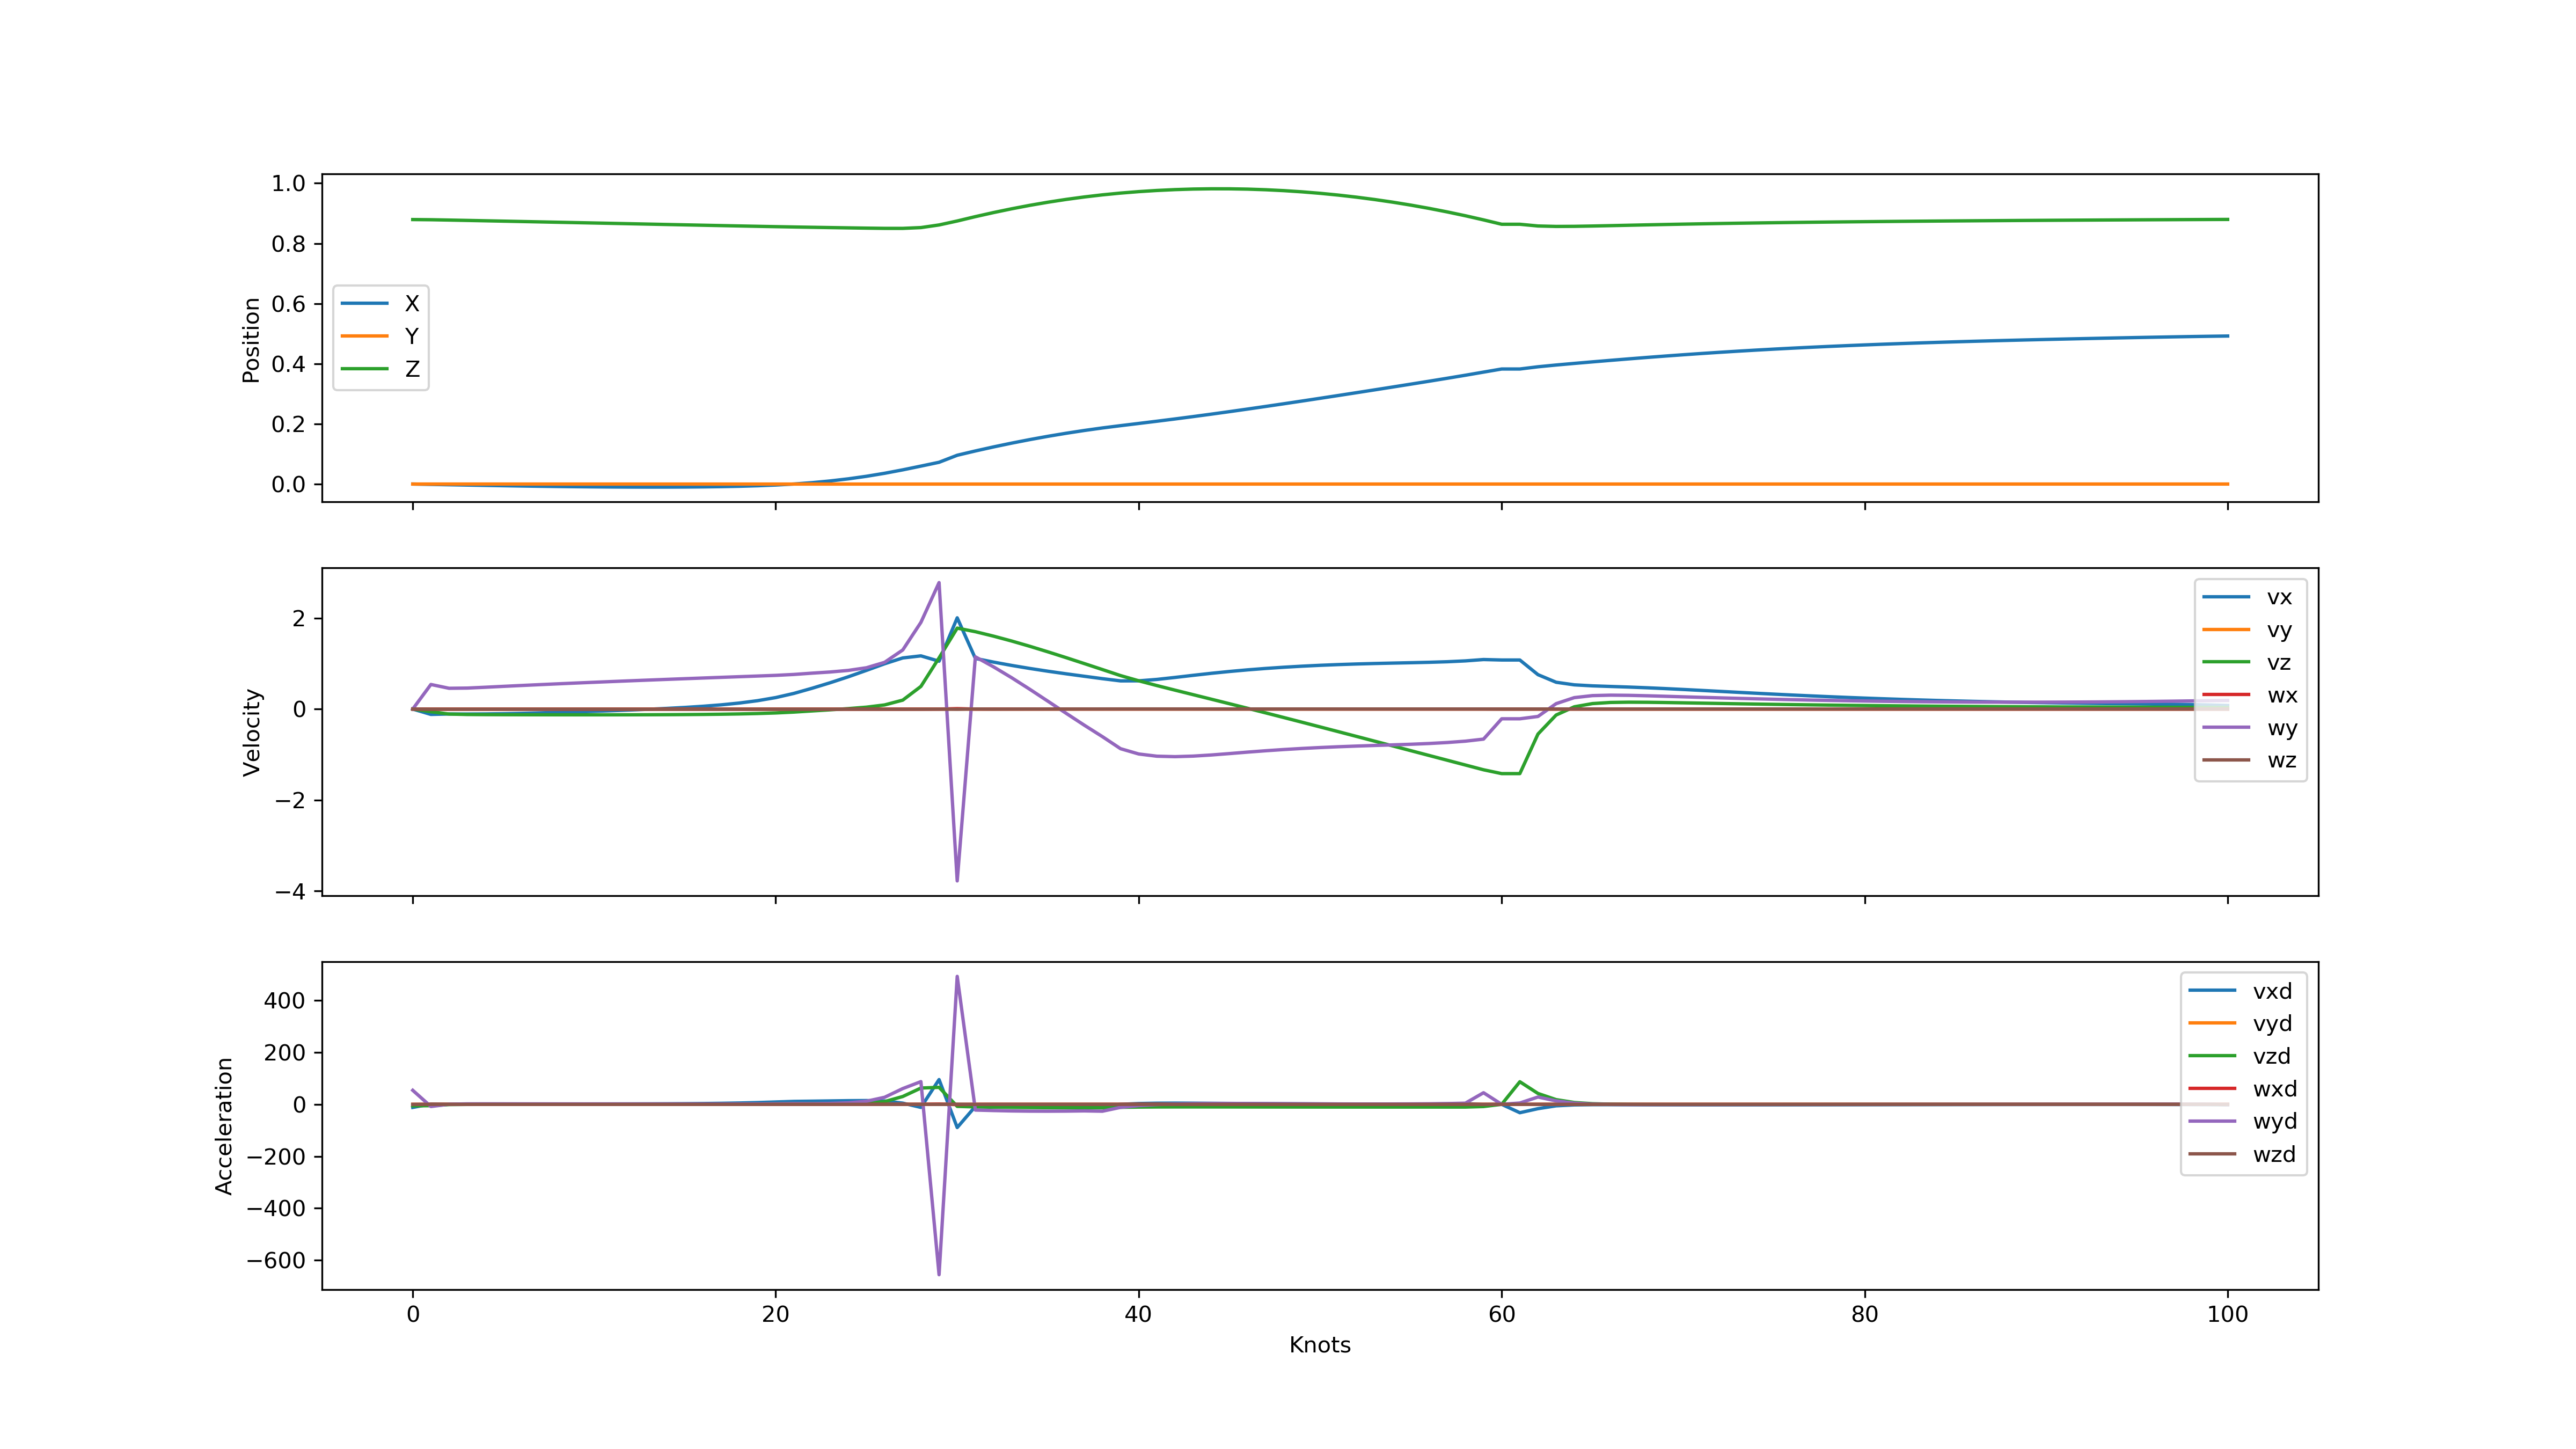 1.0
0.8
0.6
0.4
0.2
0.0
Position
X
Y
Z
2
0
−2
−4
Velocity
vx
vy
vz
wx
wy
wz
400
200
0
−200
−400
−600
Acceleration
vxd
vyd
vzd
wxd
wyd
wzd
0 20 40 60 80 100
Knots